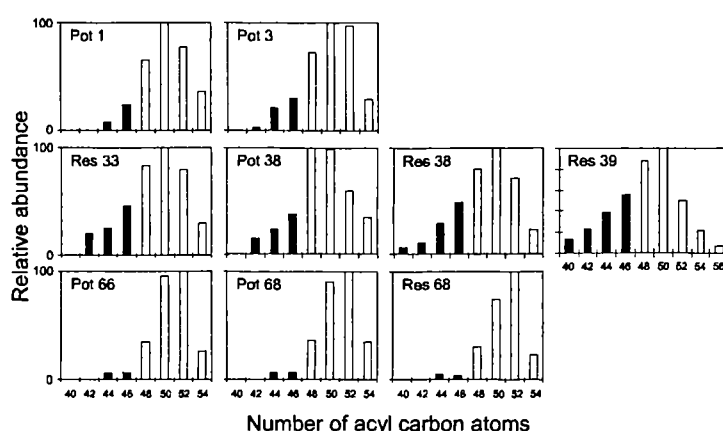 100
Pot 1
Pot 3
0
Relative abundance
100
Res 33
Pot 38
Res 38
Res 39
0
40 42 44 46 48 50 52 54 56
100
Pot 66
Pot 68
Res 68
0
40 42 44 46 48 50 52 54
40 42 44 46 48 50 52 54
40 42 44 46 48 50 52 54
Number of acyl carbon atoms